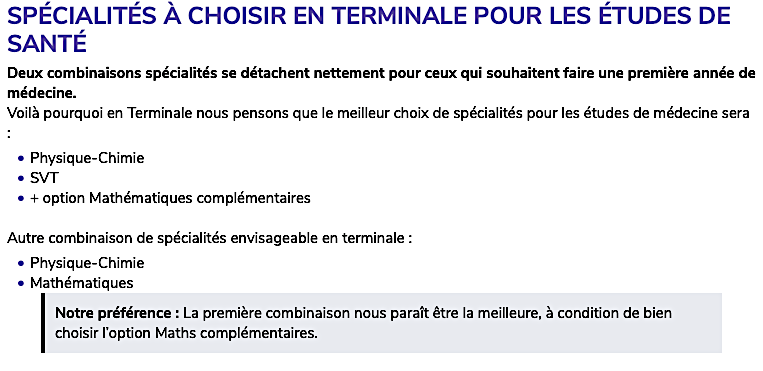 SPÉCIALITÉS À CHOISIR EN TERMINALE POUR LES ÉTUDES DE
SANTÉ
Deux combinaisons spécialités se détachent nettement pour ceux qui souhaitent faire une première année de
médecine.
Voilà pourquoi en Terminale nous pensons que le meilleur choix de spécialités pour les études de médecine sera
:
• Physique-Chimie
• SVT
• + option Mathématiques complémentaires
Autre combinaison de spécialités envisageable en terminale :
• Physique-Chimie
• Mathématiques
Notre préférence : La première combinaison nous paraît être la meilleure, à condition de bien
choisir l'option Maths complémentaires.